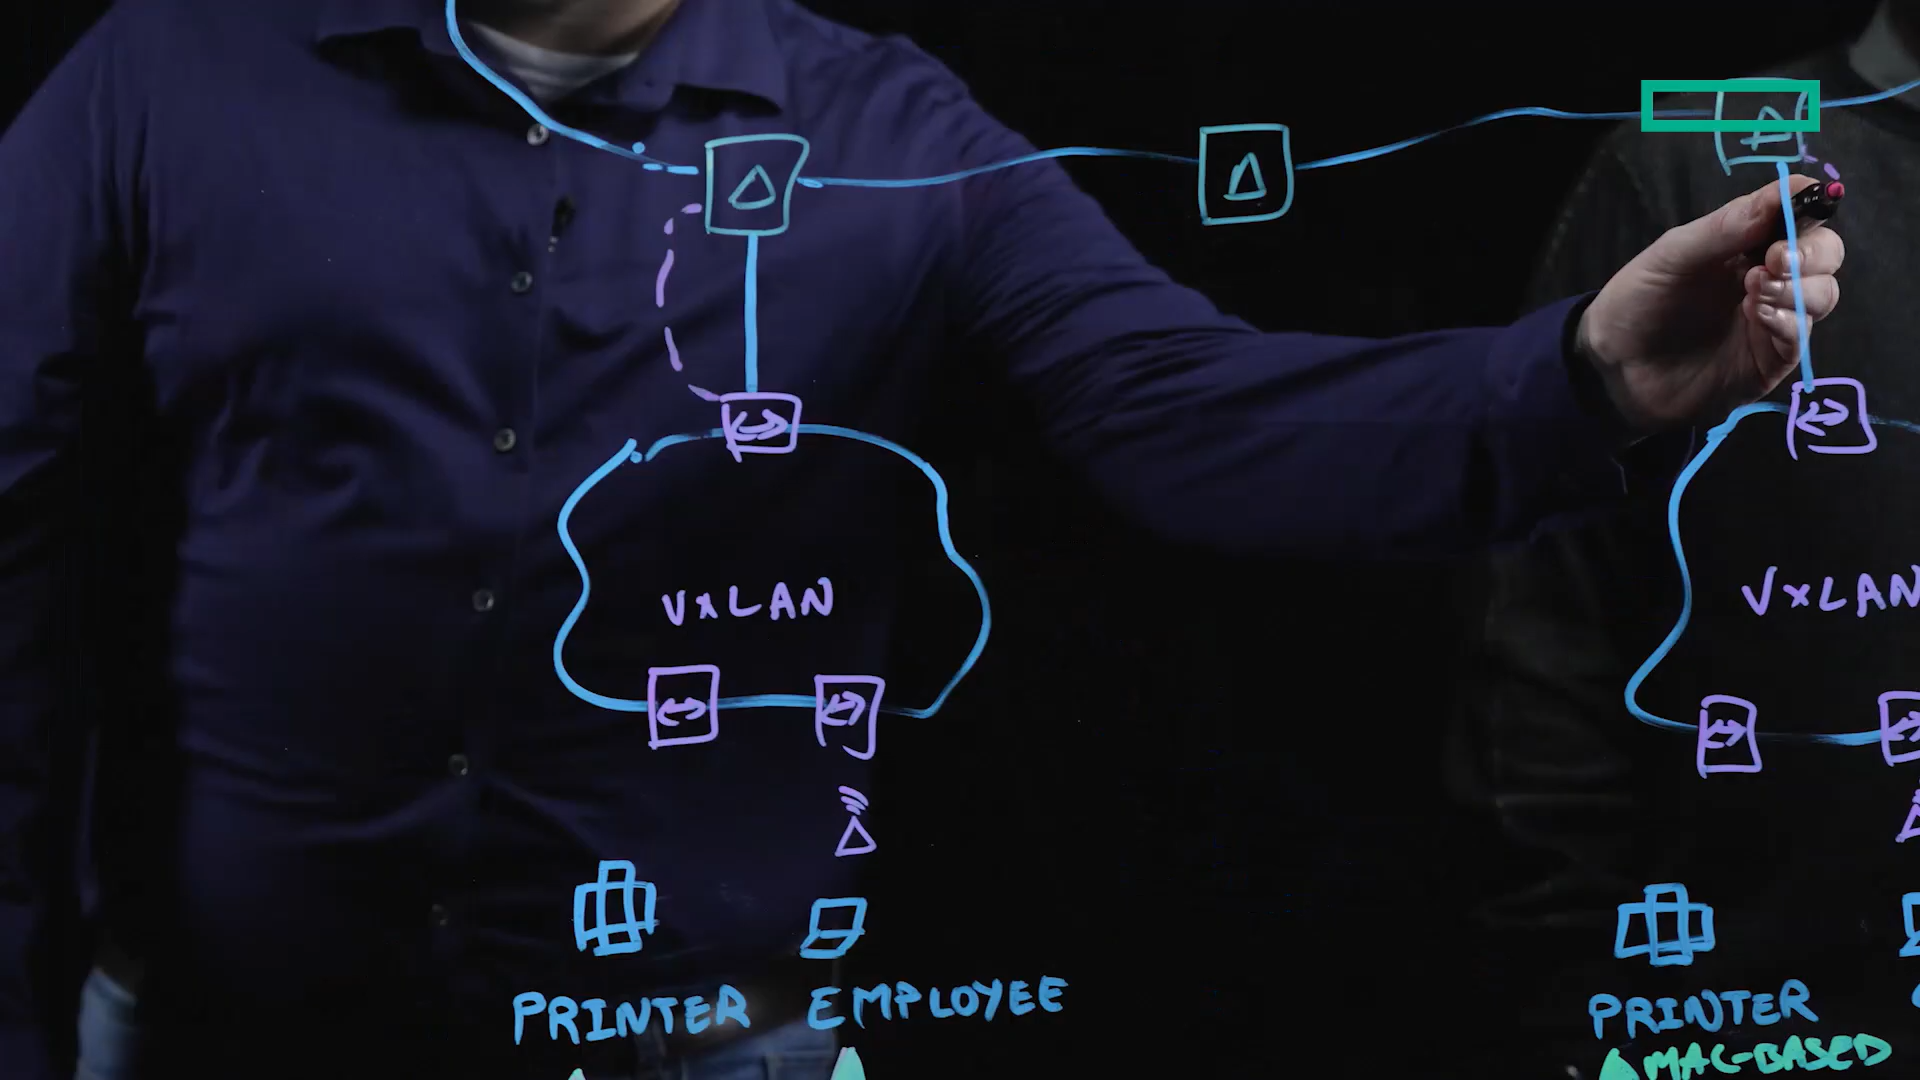 VxLAN
VxLAN
PRINTER EMPLOYEE
PRINTER
MAC-BASED